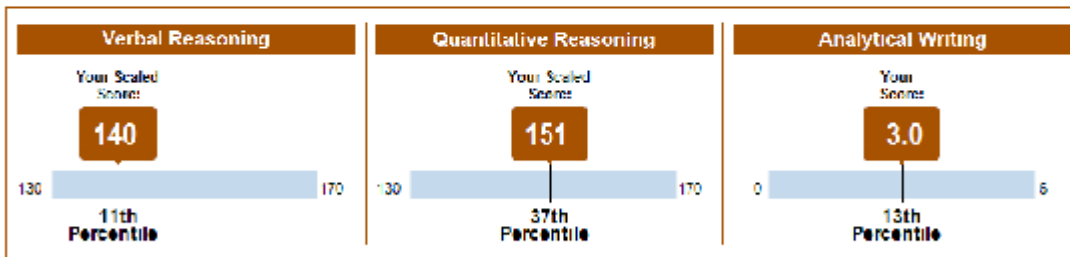 Verbal Reasoning
Your Scaled
Score:
140
130
170
11th
Percentile
Quantitative Reasoning
Your Scaled
Score:
151
130
170
37th
Percentile
Analytical Writing
Your
Score:
3.0
0
6
13th
Percentile